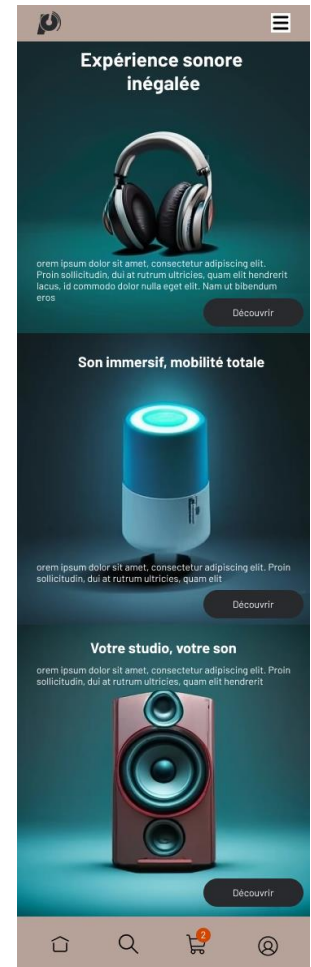 Expérience sonore
inégalée
orem ipsum dolor sit amet, consectetur adipiscing elit.
Proin sollicitudin, dui at rutrum ultricies, quam elit hendrerit
lacus, id commodo dolor nulla eget elit. Nam ut bibendum
eros
Découvrir
Son immersif, mobilité totale
orem ipsum dolor sit amet, consectetur adipiscing elit. Proin
sollicitudin, dui at rutrum ultricies, quam elit
Découvrir
Votre studio, votre son
orem ipsum dolor sit amet, consectetur adipiscing elit. Proin
sollicitudin, dui at rutrum ultricies, quam elit hendrerit
Découvrir
2